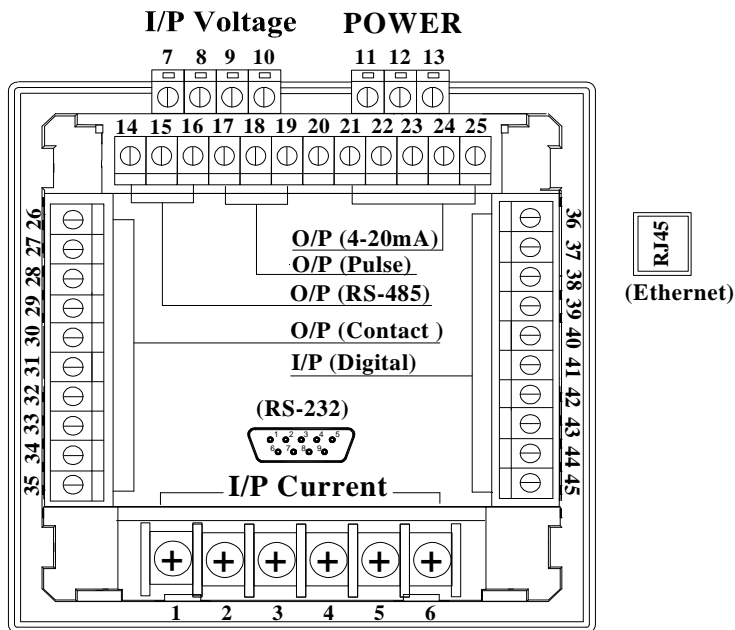 I/P Voltage POWER
7 8 9 10 11 12 13
14 15 16 17 18 19 20 21 22 23 24 25
26
27
28
29
30
31
32
33
34
35
36
37
38
39
40
41
42
43
44
45
O/P (4-20mA)
O/P (Pulse)
O/P (RS-485)
O/P (Contact )
I/P (Digital)
(RS-232)
1 2 3 4 5
6 7 8 9
I/P Current
1 2 3 4 5 6
RJ45
(Ethernet)